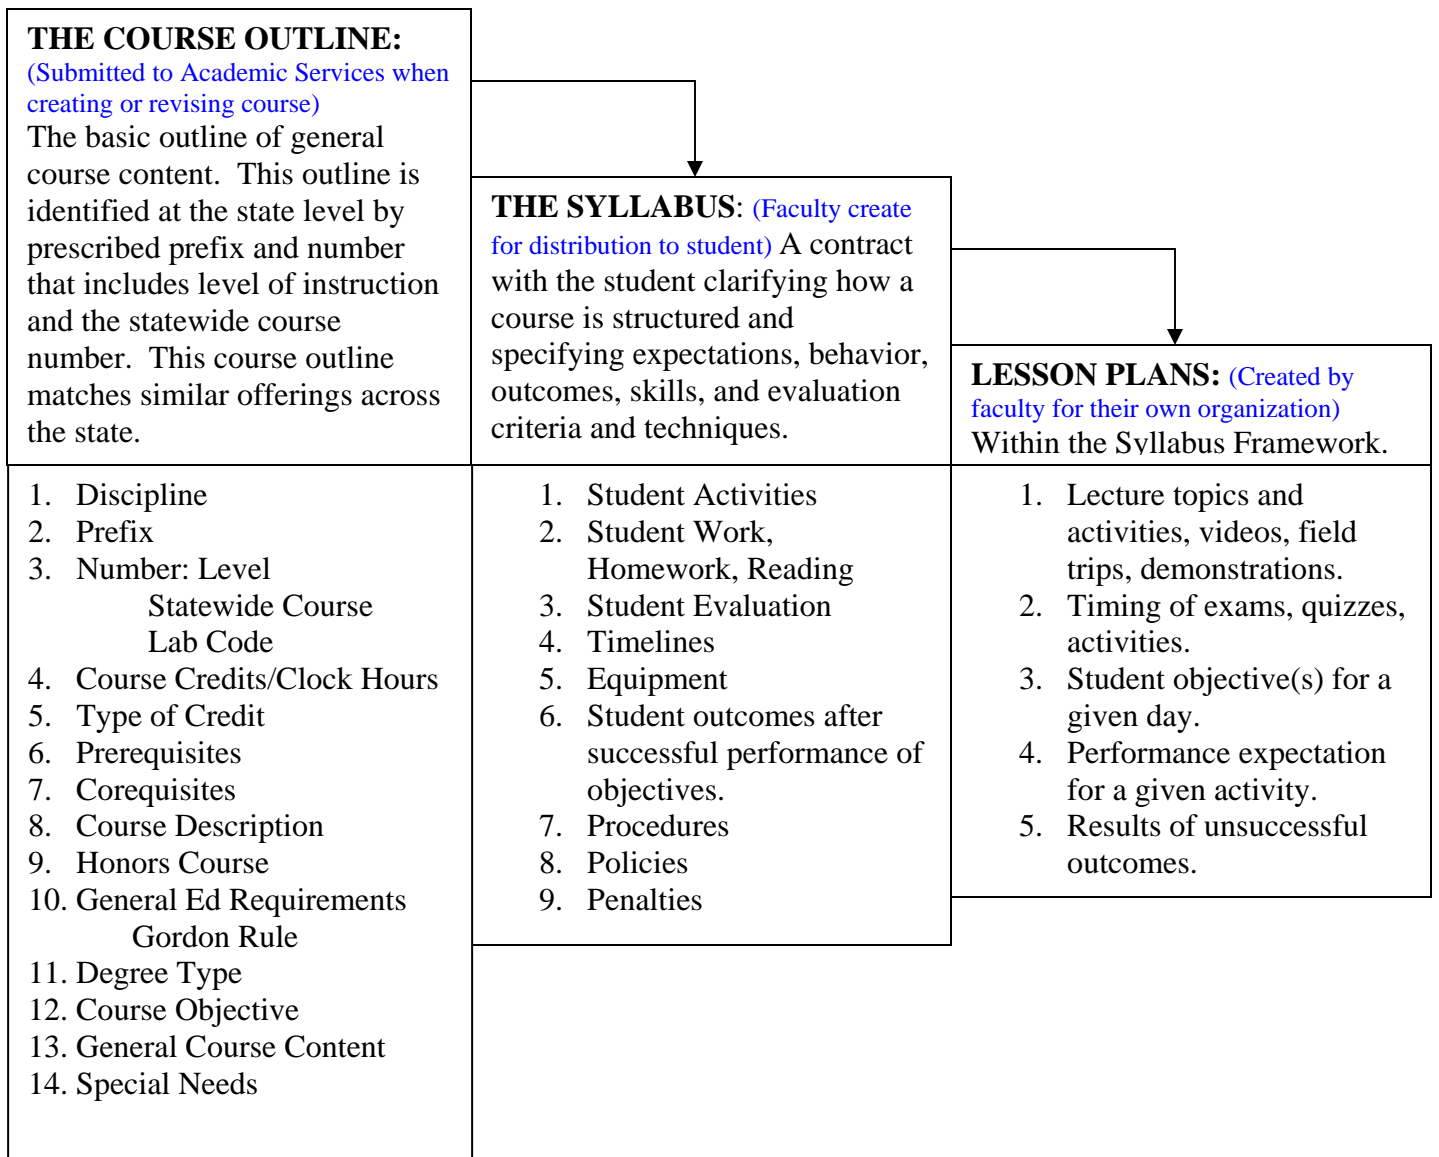 THE COURSE OUTLINE:
(Submitted to Academic Services when
creating or revising course)
The basic outline of general
course content.  This outline is
identified at the state level by
prescribed prefix and number
that includes level of instruction
and the statewide course
number.  This course outline
matches similar offerings across
the state.
1. Discipline
2. Prefix
3. Number: Level
Statewide Course
Lab Code
4. Course Credits/Clock Hours
5. Type of Credit
6. Prerequisites
7. Corequisites
8. Course Description
9. Honors Course
10. General Ed Requirements
Gordon Rule
11. Degree Type
12. Course Objective
13. General Course Content
14. Special Needs
THE SYLLABUS: (Faculty create
for distribution to student) A contract
with the student clarifying how a
course is structured and
specifying expectations, behavior,
outcomes, skills, and evaluation
criteria and techniques.
1. Student Activities
2. Student Work,
Homework, Reading
3. Student Evaluation
4. Timelines
5. Equipment
6. Student outcomes after
successful performance of
objectives.
7. Procedures
8. Policies
9. Penalties
LESSON PLANS: (Created by
faculty for their own organization)
Within the Syllabus Framework.
1. Lecture topics and
activities, videos, field
trips, demonstrations.
2. Timing of exams, quizzes,
activities.
3. Student objective(s) for a
given day.
4. Performance expectation
for a given activity.
5. Results of unsuccessful
outcomes.